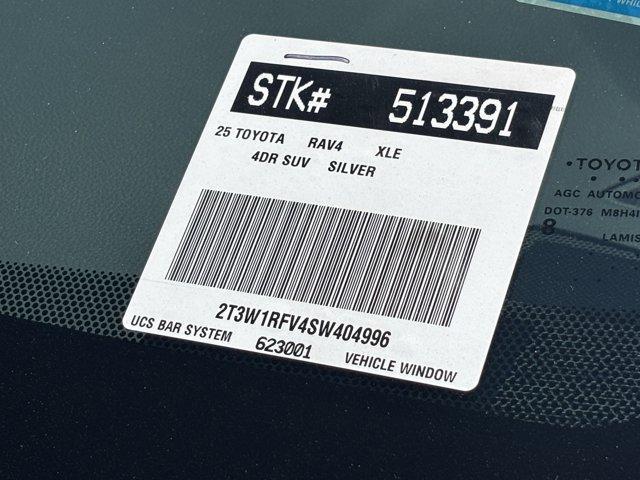 STK# 513391
25 TOYOTA RAV4 XLE
4DR SUV SILVER
2T3W1RFV4SW404996
UCS BAR SYSTEM 623001 VEHICLE WINDOW
•TOYOT
AGC AUTOMO
DOT-376 M8H4
8
LAMIS